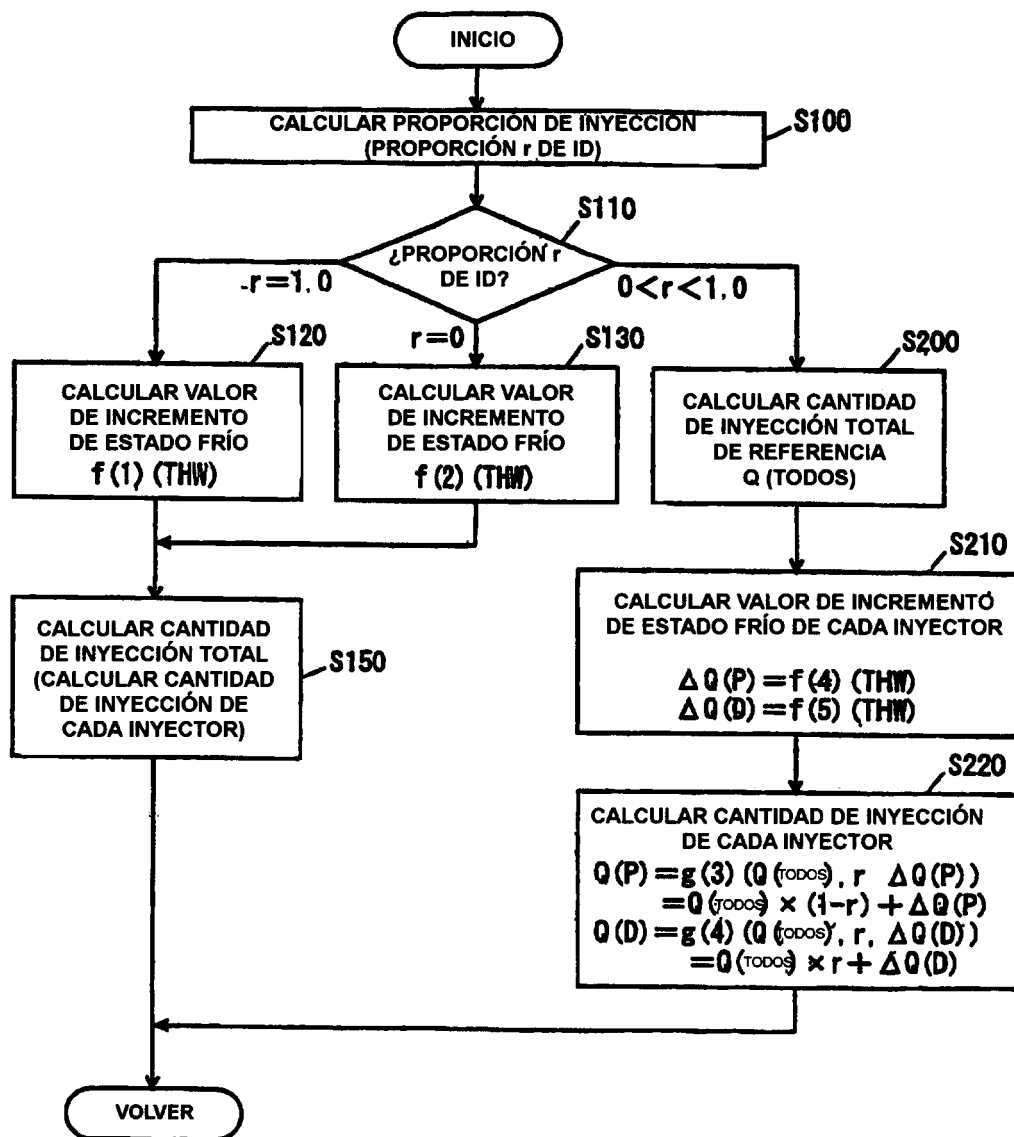 INICIO
CALCULAR PROPORCIÓN DE INYECCIÓN
(PROPORCIÓN r DE ID)
S100
S110
¿PROPORCIÓN r
DE ID?
r=1,0
r=0
0<r<1,0
S120
CALCULAR VALOR
DE INCREMENTO
DE ESTADO FRÍO
f(1)(THW)
S130
CALCULAR VALOR
DE INCREMENTO
DE ESTADO FRÍO
f(2)(THW)
S200
CALCULAR CANTIDAD
DE INYECCIÓN TOTAL
DE REFERENCIA
Q (TODOS)
S210
CALCULAR VALOR DE INCREMENTO
DE ESTADO FRÍO DE CADA INYECTOR
ΔQ(P)=f(4)(THW)
ΔQ(D)=f(5)(THW)
CALCULAR CANTIDAD
DE INYECCIÓN TOTAL
(CALCULAR CANTIDAD
DE INYECCIÓN DE
CADA INYECTOR)
S150
S220
CALCULAR CANTIDAD DE INYECCIÓN
DE CADA INYECTOR
Q(P)=g(3)(Q(TODOS), r ΔQ(P))
=Q(TODOS)×(1-r)+ΔQ(P)
Q(D)=g(4)(Q(TODOS), r, ΔQ(D))
=Q(TODOS)×r+ΔQ(D)
VOLVER